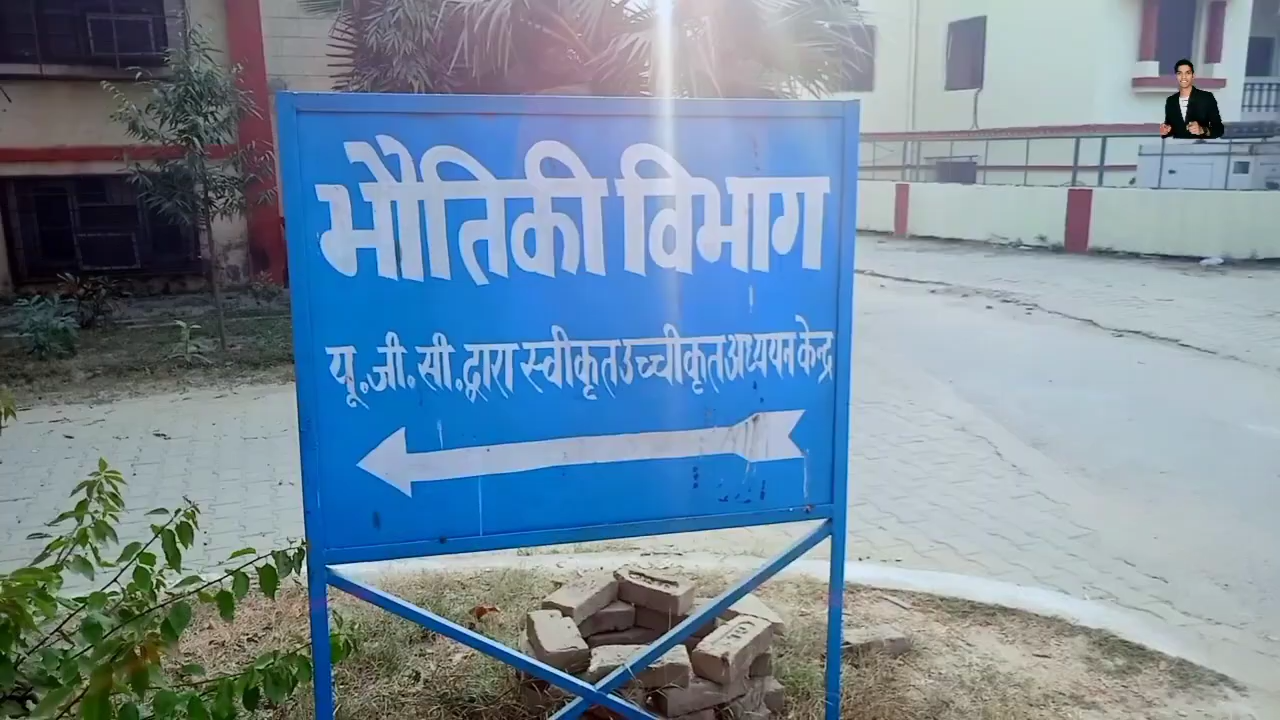 भौतिकी विभाग
यू.जी.सी.द्वारा स्वीकृत उच्चीकृत अध्ययन केन्द्र